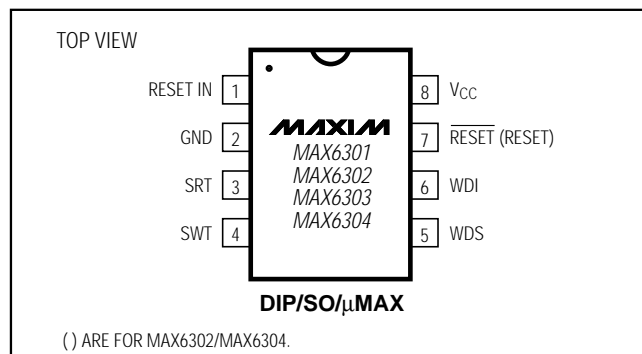 TOP VIEW
RESET IN 1
GND 2
SRT 3
SWT 4
MAXIM
MAX6301
MAX6302
MAX6303
MAX6304
8 VCC
7 RESET (RESET)
6 WDI
5 WDS
DIP/SO/μMAX
( ) ARE FOR MAX6302/MAX6304.